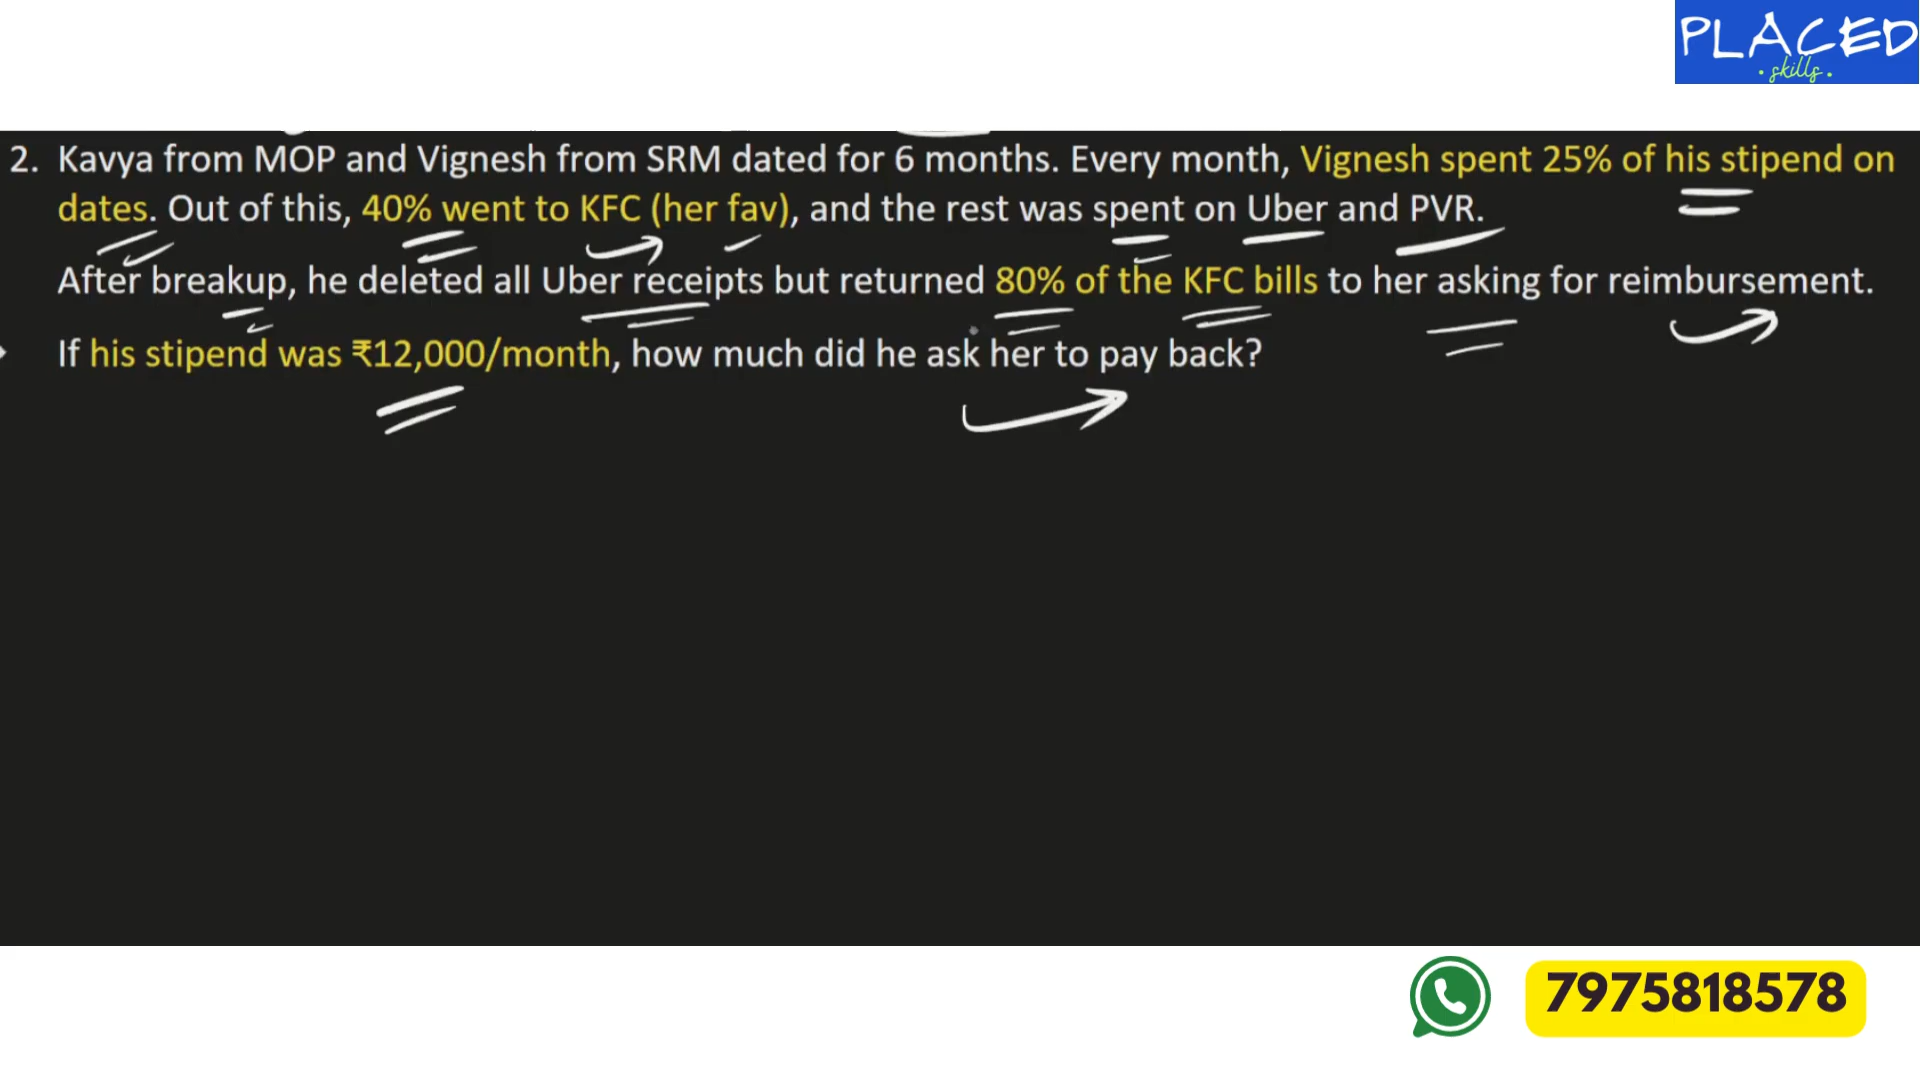 PLACED
• skills •
2. Kavya from MOP and Vignesh from SRM dated for 6 months. Every month, Vignesh spent 25% of his stipend on
dates. Out of this, 40% went to KFC (her fav), and the rest was spent on Uber and PVR.
After breakup, he deleted all Uber receipts but returned 80% of the KFC bills to her asking for reimbursement.
If his stipend was ₹12,000/month, how much did he ask her to pay back?
7975818578